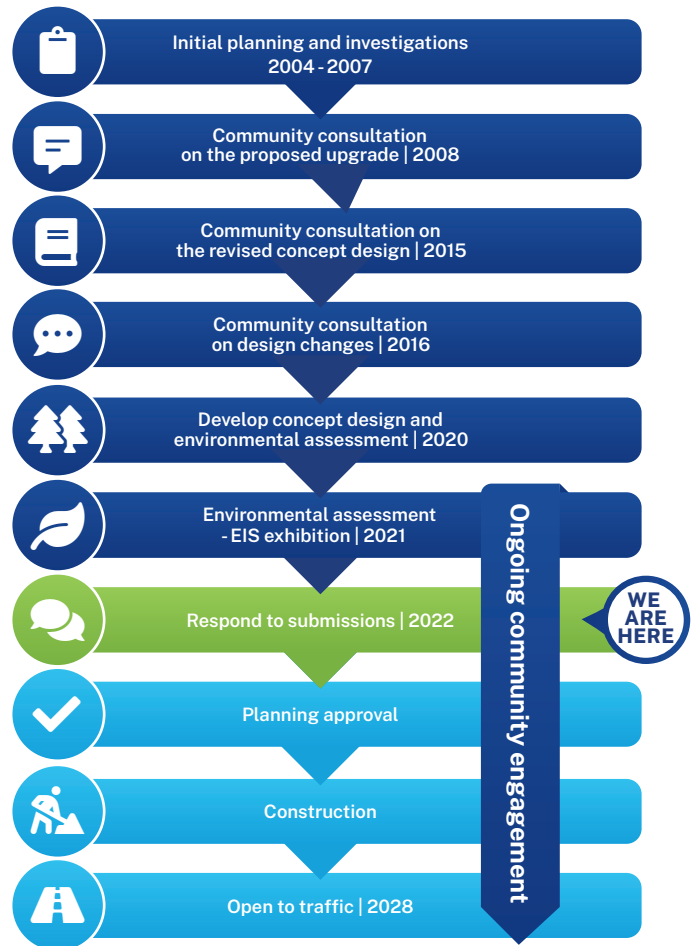 Initial planning and investigations
2004 - 2007
Community consultation
on the proposed upgrade | 2008
Community consultation on
the revised concept design | 2015
Community consultation
on design changes | 2016
Develop concept design and
environmental assessment | 2020
Environmental assessment
- EIS exhibition | 2021
Respond to submissions | 2022
WE
ARE
HERE
Planning approval
Construction
Open to traffic | 2028
Ongoing community engagement